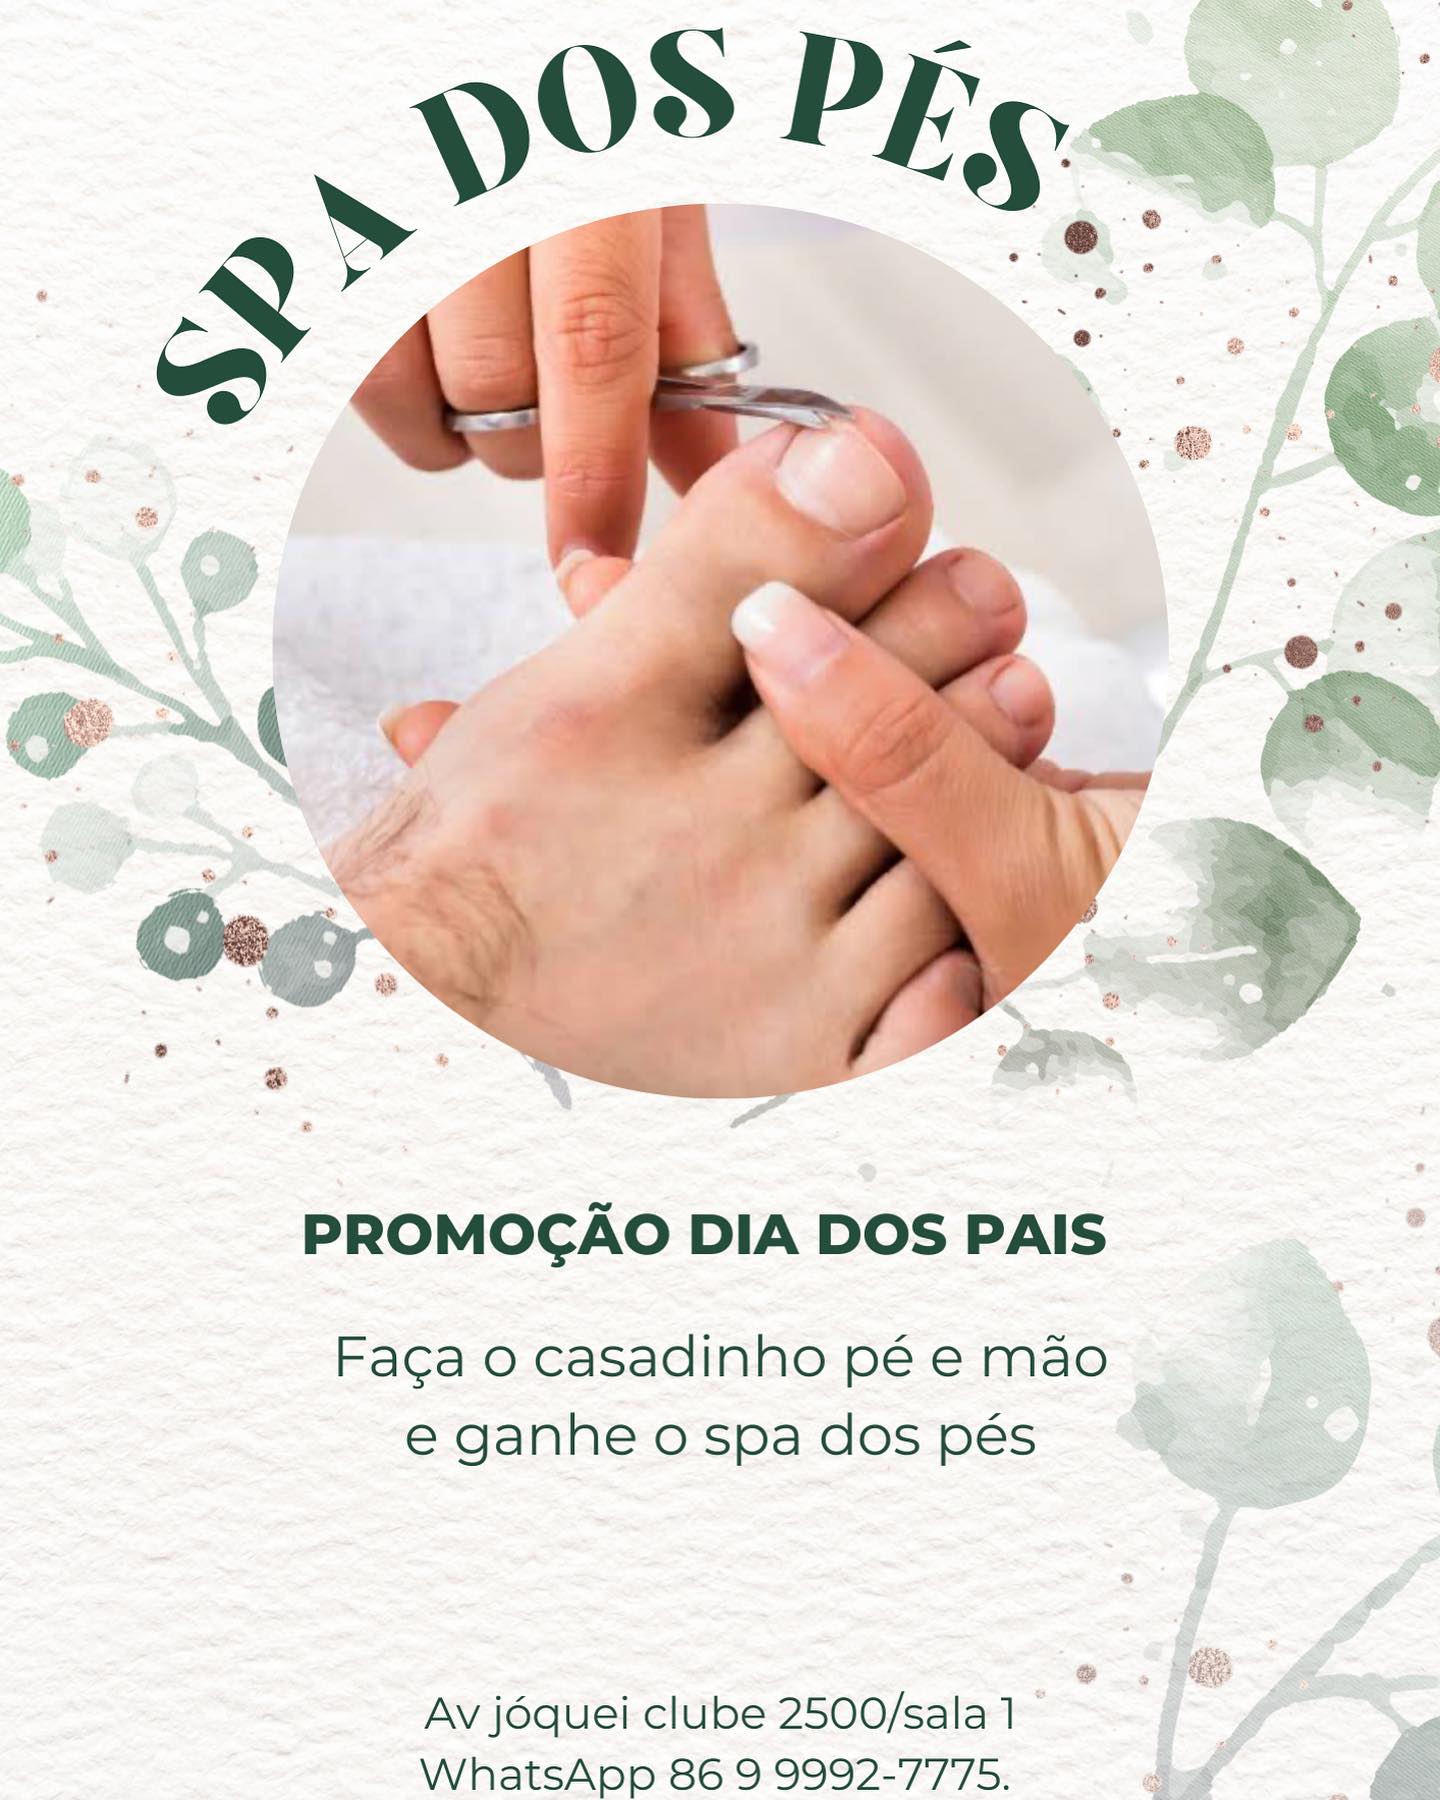 SPA DOS PÉS
PROMOÇÃO DIA DOS PAIS
Faça o casadinho pé e mão
e ganhe o spa dos pés
Av jóquei clube 2500/sala 1
WhatsApp 86 9 9992-7775.